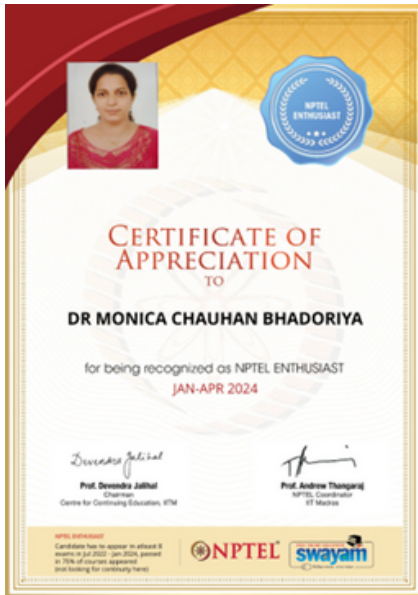 NPTEL
ENTHUSIAST
CERTIFICATE OF
APPRECIATION
TO
DR MONICA CHAUHAN BHADORIYA
for being recognized as NPTEL ENTHUSIAST
JAN-APR 2024
Devendra Jalihal
Prof. Devendra Jalihal
Chairman
Centre for Continuing Education, IITM
Prof. Andrew Thangaraj
NPTEL Coordinator
IIT Madras
NPTEL ENTHUSIAST
Candidate has to appear in atleast 8
exams in Jul 2022 - Jan 2024, passed
in 75% of courses appeared
(not looking for continuity here)
NPTEL
swayam